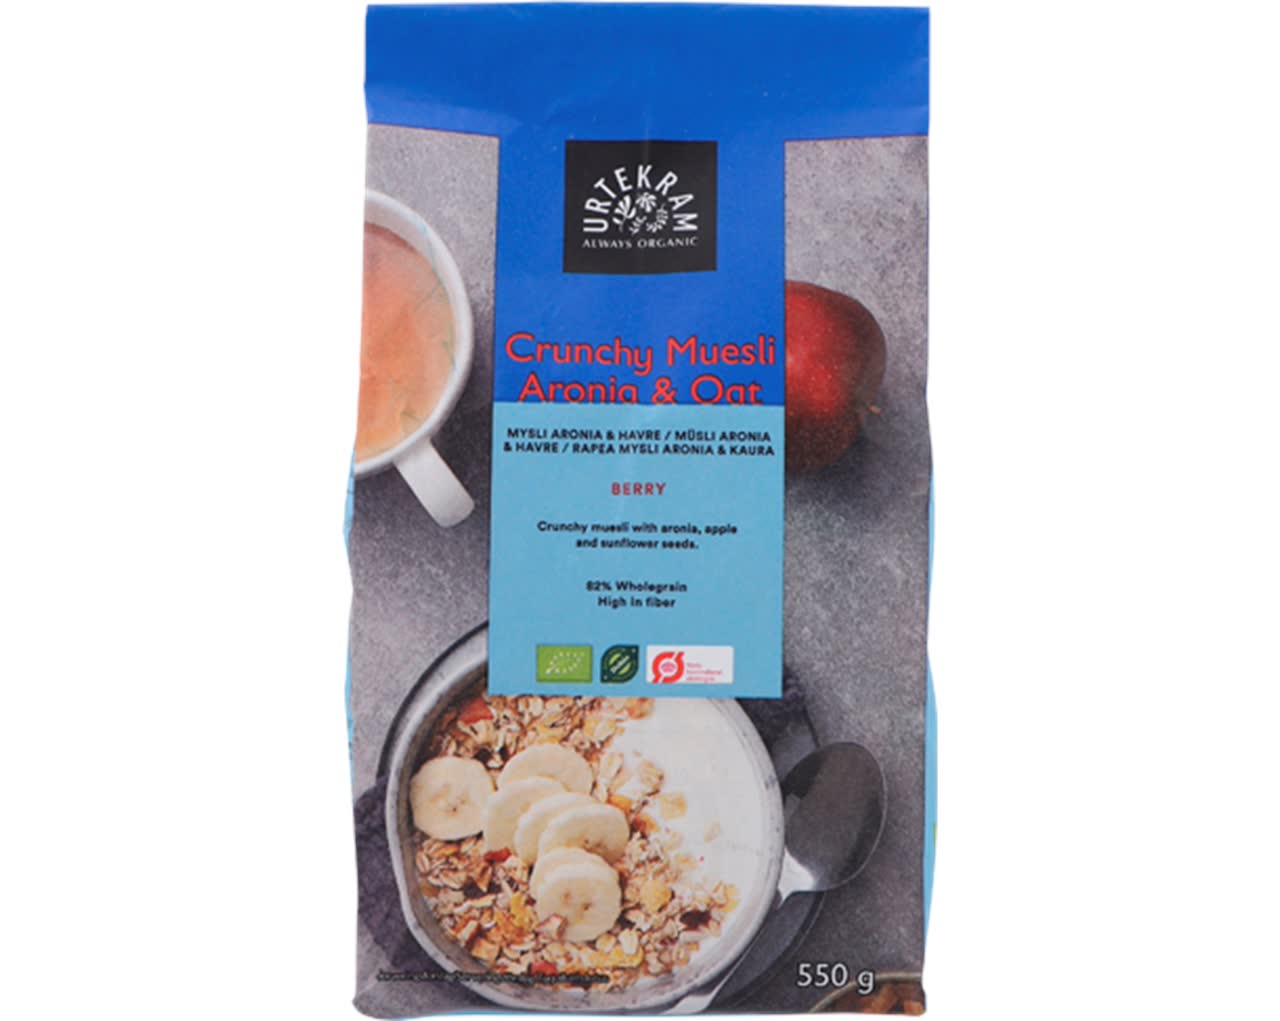 URTEKRAM
ALWAYS ORGANIC
Crunchy Muesli
Aronia & Oat
MYSLI ARONIA & HAVRE / MÜSLI ARONIA
& HAVRE / RAPEA MYSLI ARONIA & KAURA
BERRY
Crunchy muesli with aronia, apple
and sunflower seeds.
82% Wholegrain
High in fiber
550 g